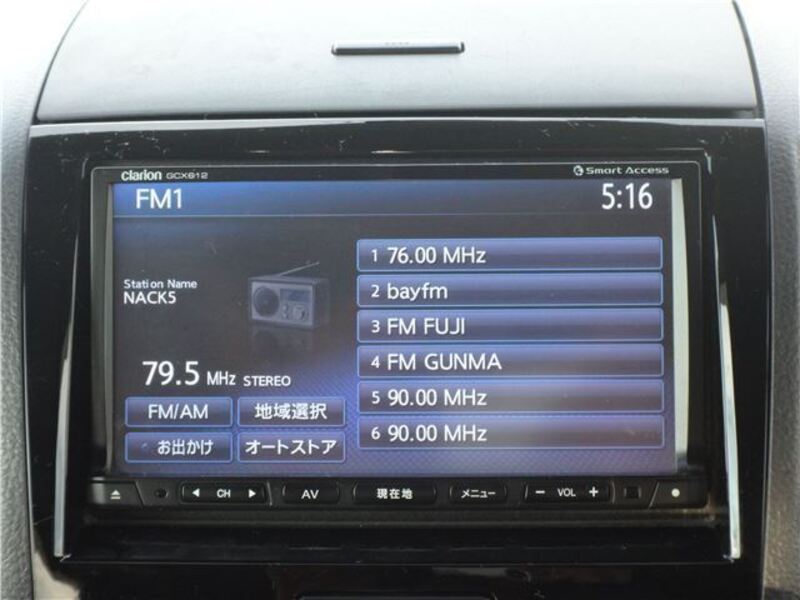 clarion GCX612
Smart Access
FM1
5:16
Station Name
NACK5
79.5 MHz STEREO
1 76.00 MHz
2 bayfm
3 FM FUJI
4 FM GUNMA
5 90.00 MHz
6 90.00 MHz
FM/AM
地域選択
お出かけ
オートストア
CH
AV
現在地
メニュー
− VOL +